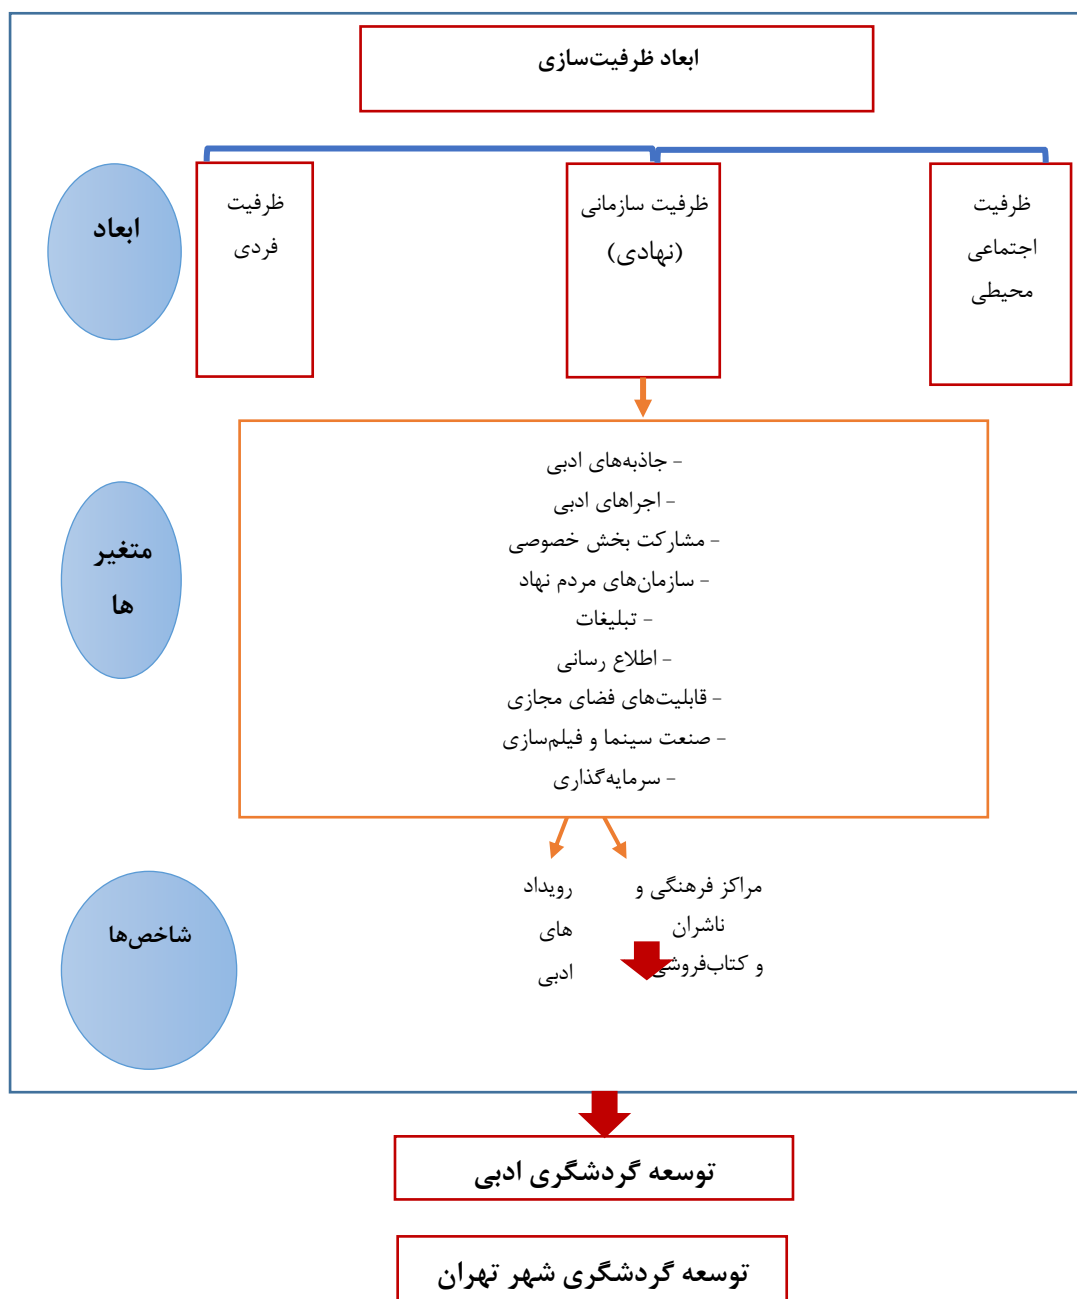 ابعاد ظرفیت‌سازی
ابعاد
ظرفیت
اجتماعی
محیطی
ظرفیت سازمانی
(نهادی)
ظرفیت
فردی
متغیر
ها
- جاذبه‌های ادبی
- اجراهای ادبی
- مشارکت بخش خصوصی
- سازمان‌های مردم نهاد
- تبلیغات
- اطلاع رسانی
- قابلیت‌های فضای مجازی
- صنعت سینما و فیلم‌سازی
- سرمایه‌گذاری
شاخص‌ها
مراکز فرهنگی و
ناشران
و کتاب‌فروشی
رویداد
های
ادبی
توسعه گردشگری ادبی
توسعه گردشگری شهر تهران